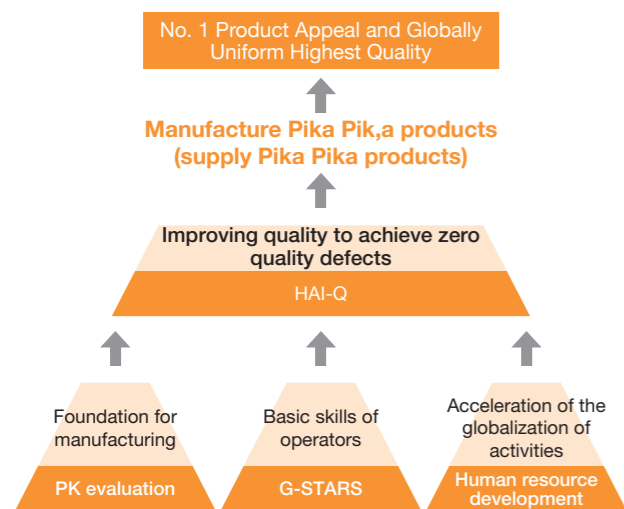 No. 1 Product Appeal and Globally
Uniform Highest Quality
Manufacture Pika Pik,a products
(supply Pika Pika products)
Improving quality to achieve zero
quality defects
HAI-Q
Foundation for
manufacturing
PK evaluation
Basic skills of
operators
G-STARS
Acceleration of the
globalization of
activities
Human resource
development